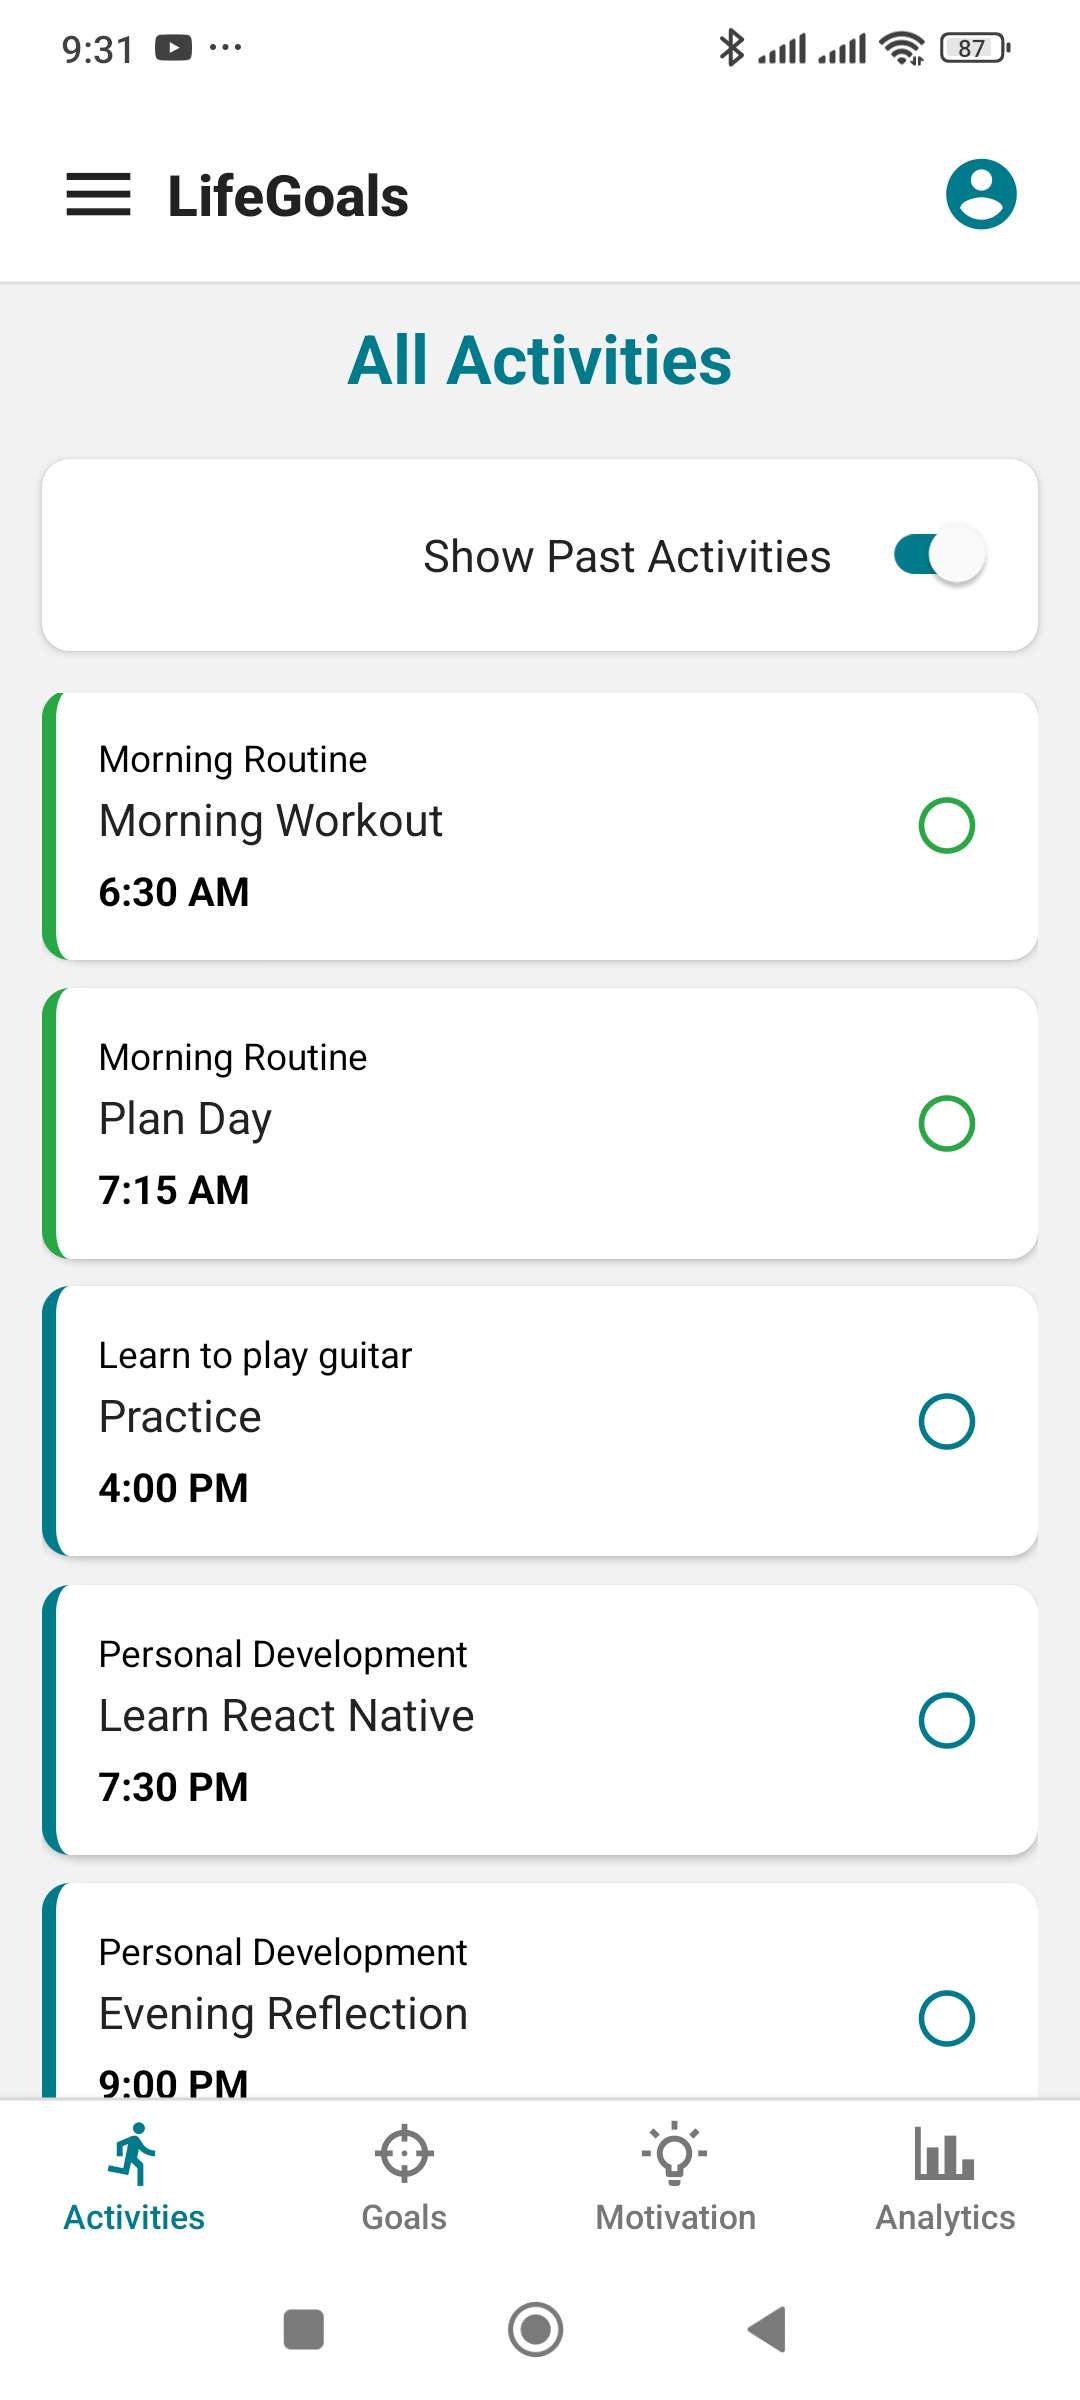 9:31
87
LifeGoals
All Activities
Show Past Activities
Morning Routine
Morning Workout
6:30 AM
Morning Routine
Plan Day
7:15 AM
Learn to play guitar
Practice
4:00 PM
Personal Development
Learn React Native
7:30 PM
Personal Development
Evening Reflection
9:00 PM
Activities
Goals
Motivation
Analytics